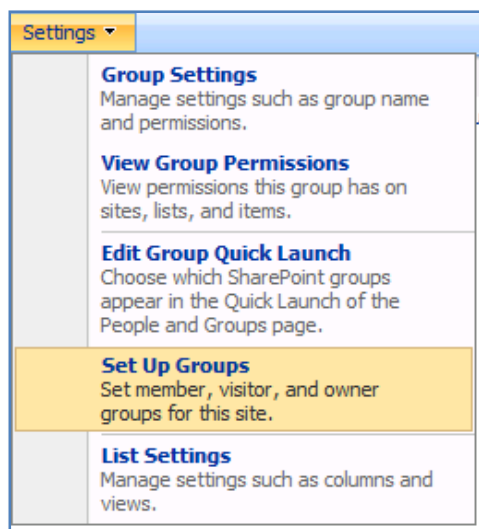 Settings
Group Settings
Manage settings such as group name
and permissions.
View Group Permissions
View permissions this group has on
sites, lists, and items.
Edit Group Quick Launch
Choose which SharePoint groups
appear in the Quick Launch of the
People and Groups page.
Set Up Groups
Set member, visitor, and owner
groups for this site.
List Settings
Manage settings such as columns and
views.